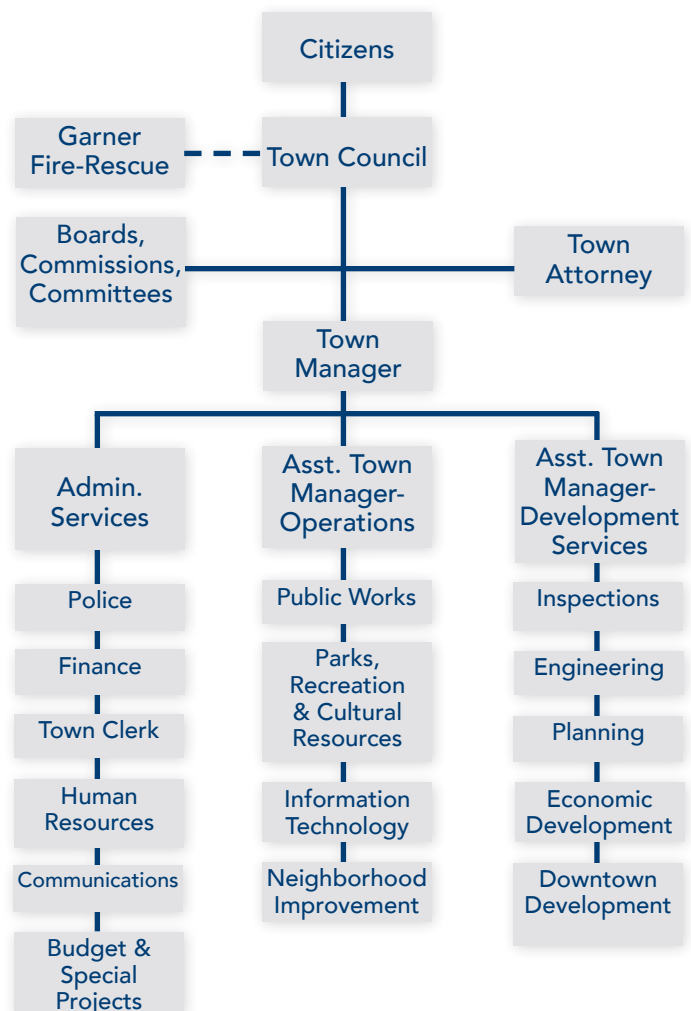 Citizens
Garner
Fire-Rescue
Town Council
Boards,
Commissions,
Committees
Town
Attorney
Town
Manager
Admin.
Services
Police
Finance
Town Clerk
Human
Resources
Communications
Budget &
Special
Projects
Asst. Town
Manager-
Operations
Public Works
Parks,
Recreation
& Cultural
Resources
Information
Technology
Neighborhood
Improvement
Asst. Town
Manager-
Development
Services
Inspections
Engineering
Planning
Economic
Development
Downtown
Development